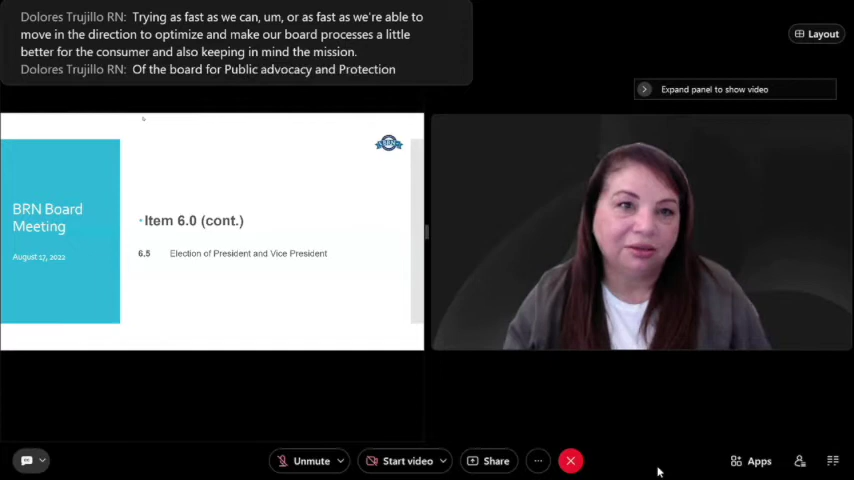 Dolores Trujillo RN: Trying as fast as we can, um, or as fast as we're able to
move in the direction to optimize and make our board processes a little
better for the consumer and also keeping in mind the mission.
Dolores Trujillo RN: Of the board for Public advocacy and Protection
Layout
Expand panel to show video
BRN
BRN Board
Meeting
August 17, 2022
• Item 6.0 (cont.)
6.5 Election of President and Vice President
Unmute
Start video
Share
Apps